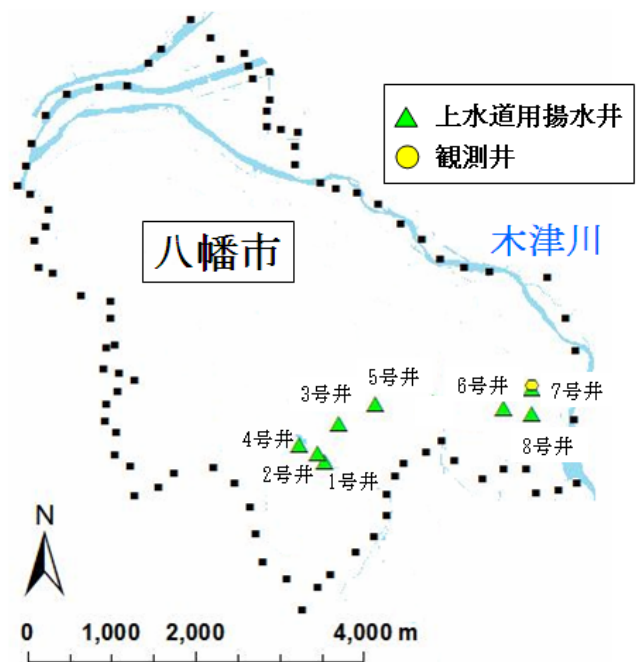 上水道用揚水井
観測井
木津川
八幡市
5号井
6号井
7号井
3号井
4号井
8号井
2号井
1号井
N
0 1,000 2,000 4,000 m